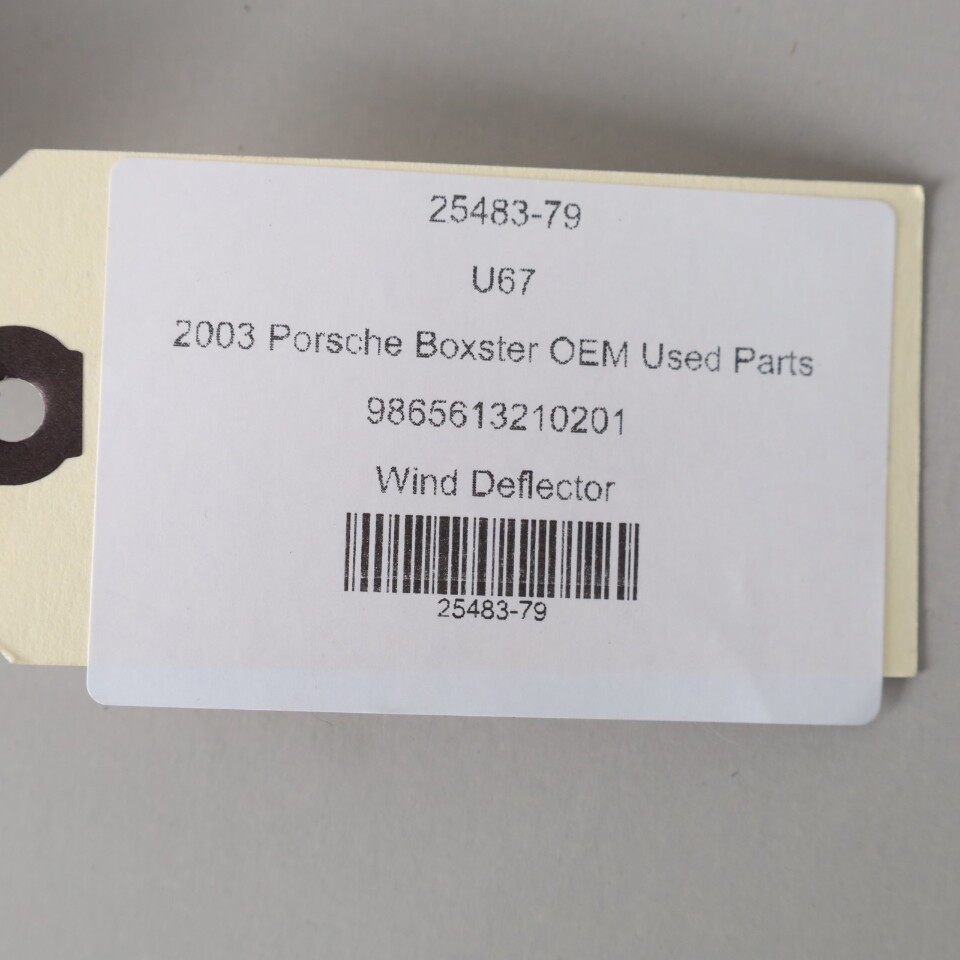 25483-79
U67
2003 Porsche Boxster OEM Used Parts
9865613210201
Wind Deflector
25483-79